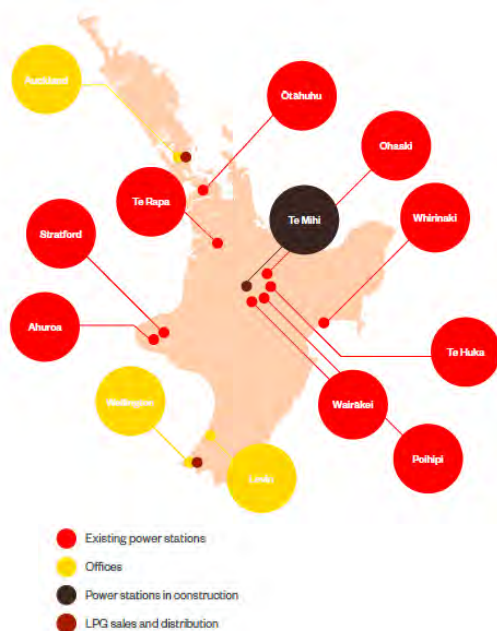 Auckland
Ōtāhuhu
Ohaaki
Te Rapa
Te Mihi
Whirinaki
Stratford
Ahuroa
Te Huka
Wellington
Wairākei
Levin
Poihipi
Existing power stations
Offices
Power stations in construction
LPG sales and distribution